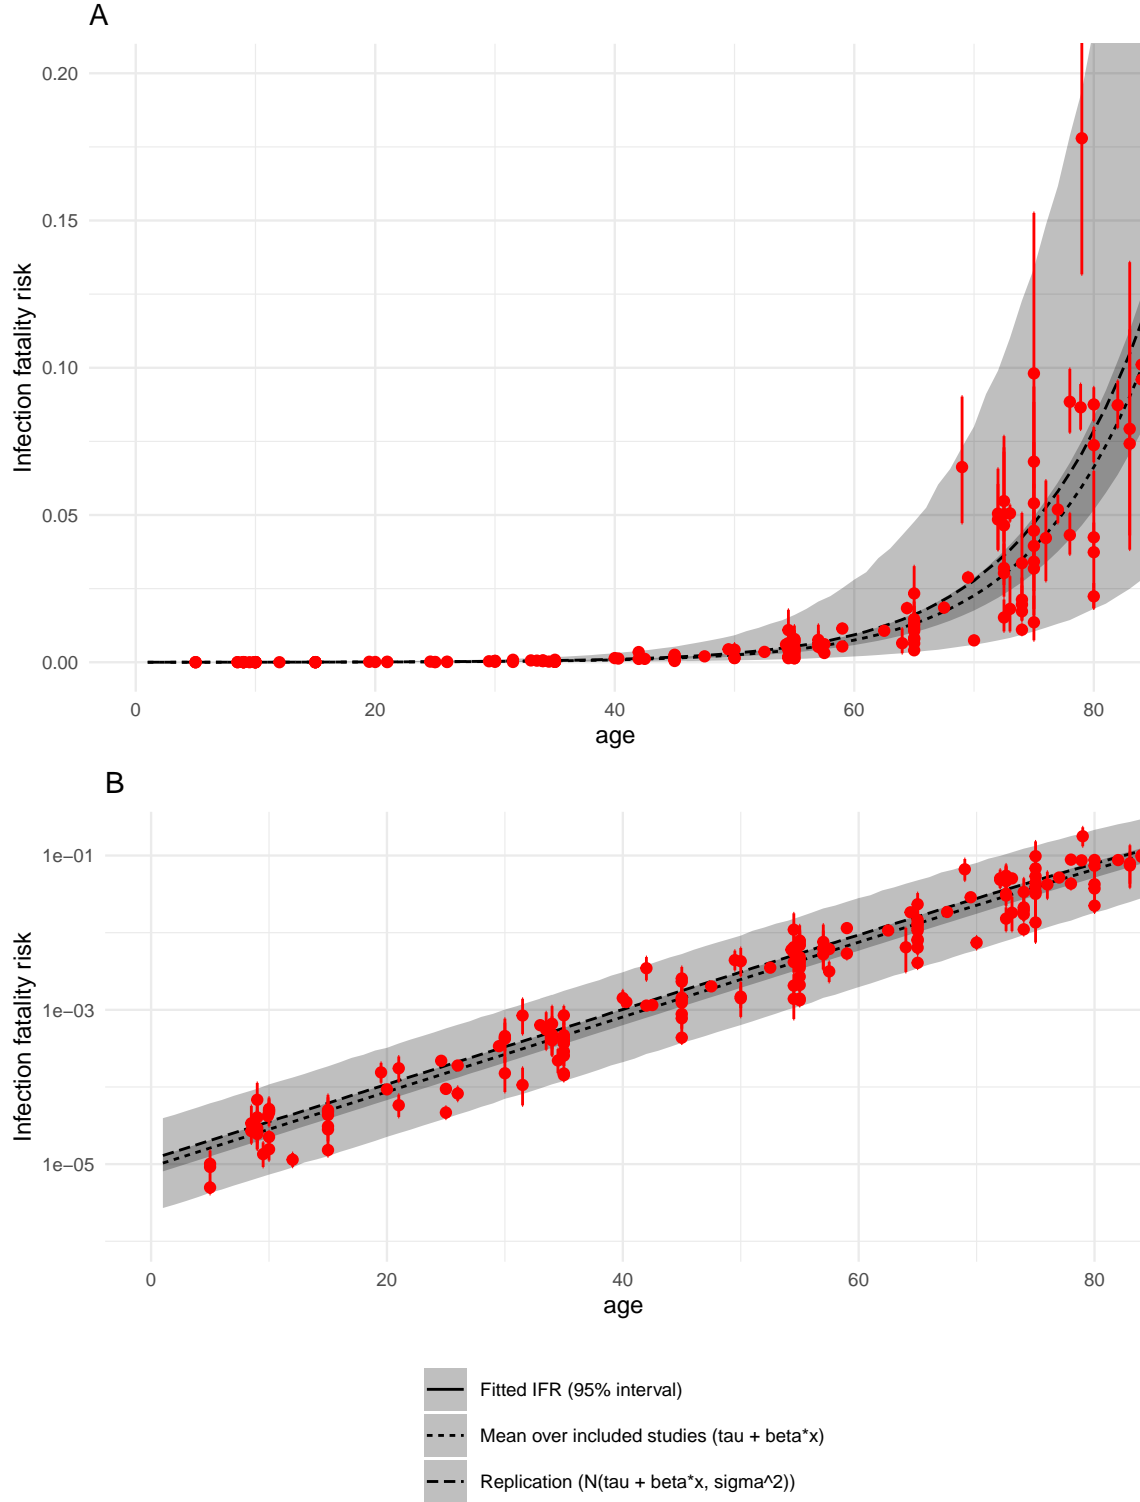 A
0.20
0.15
0.10
0.05
0.00
Infection fatality risk
0 20 40 60 80
age
B
1e−01
1e−03
1e−05
Infection fatality risk
0 20 40 60 80
age
Fitted IFR (95% interval)
Mean over included studies (tau + beta*x)
Replication (N(tau + beta*x, sigma^2))